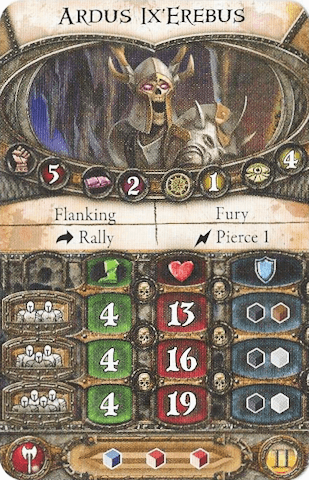 Ardus Ix'Erebus
5 2 1 4
Flanking Fury
Rally Pierce 1
4 13
4 16
4 19
II